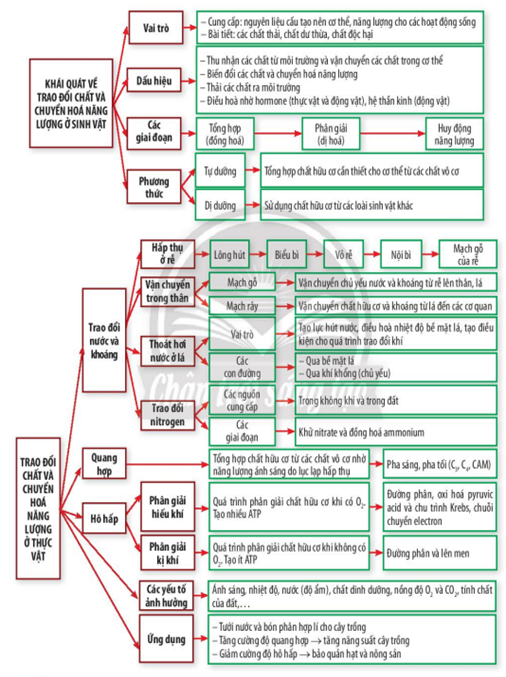 KHÁI QUÁT VỀ
TRAO ĐỔI CHẤT VÀ
CHUYỂN HOÁ NĂNG
LƯỢNG Ở SINH VẬT
Vai trò
– Cung cấp: nguyên liệu cấu tạo nên cơ thể, năng lượng cho các hoạt động sống
– Bài tiết: các chất thải, chất dư thừa, chất độc hại
Dấu hiệu
– Thu nhận các chất từ môi trường và vận chuyển các chất trong cơ thể
– Biến đổi các chất và chuyển hoá năng lượng
– Thải các chất ra môi trường
– Điều hoà nhờ hormone (thực vật và động vật), hệ thần kinh (động vật)
Các
giai đoạn
Tổng hợp
(đồng hoá)
Phân giải
(dị hoá)
Huy động
năng lượng
Phương
thức
Tự dưỡng
Tổng hợp chất hữu cơ cần thiết cho cơ thể từ các chất vô cơ
Dị dưỡng
Sử dụng chất hữu cơ từ các loài sinh vật khác
TRAO ĐỔI
CHẤT VÀ
CHUYỂN
HOÁ
NĂNG
LƯỢNG
Ở THỰC
VẬT
Trao đổi
nước và
khoáng
Hấp thụ
ở rễ
Lông hút
Biểu bì
Vỏ rễ
Nội bì
Mạch gỗ
của rễ
Vận chuyển
trong thân
Mạch gỗ
Vận chuyển chủ yếu nước và khoáng từ rễ lên thân, lá
Mạch rây
Vận chuyển chất hữu cơ và khoáng từ lá đến các cơ quan
Thoát hơi
nước ở lá
Vai trò
Tạo lực hút nước, điều hoà nhiệt độ bề mặt lá, tạo điều
kiện cho quá trình trao đổi khí
Các
con đường
– Qua bề mặt lá
– Qua khí khổng (chủ yếu)
Trao đổi
nitrogen
Các nguồn
cung cấp
Trong không khí và trong đất
Các
giai đoạn
Khử nitrate và đồng hoá ammonium
Quang
hợp
Tổng hợp chất hữu cơ từ các chất vô cơ nhờ
năng lượng ánh sáng do lục lạp hấp thụ
Pha sáng, pha tối (C₃, C₄, CAM)
Hô hấp
Phân giải
hiếu khí
Quá trình phân giải chất hữu cơ khi có O₂.
Tạo nhiều ATP
Đường phân, oxi hoá pyruvic
acid và chu trình Krebs, chuỗi
chuyền electron
Phân giải
kị khí
Quá trình phân giải chất hữu cơ khi không có
O₂. Tạo ít ATP
Đường phân và lên men
Các yếu tố
ảnh hưởng
Ánh sáng, nhiệt độ, nước (độ ẩm), chất dinh dưỡng, nồng độ O₂ và CO₂, tính chất
của đất,…
Ứng dụng
– Tưới nước và bón phân hợp lí cho cây trồng
– Tăng cường độ quang hợp → tăng năng suất cây trồng
– Giảm cường độ hô hấp → bảo quản hạt và nông sản
Chân trời sáng tạo